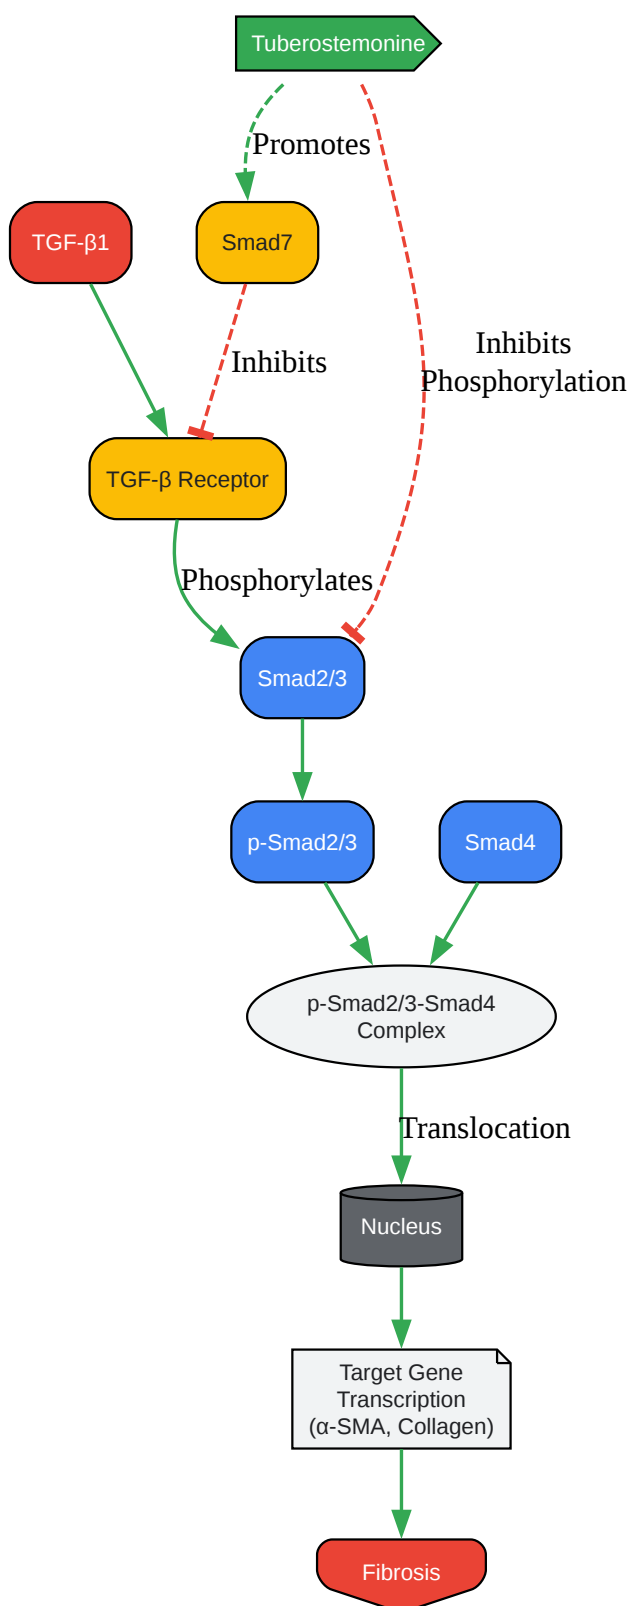 Tuberostemonine
Promotes
TGF-β1
Smad7
Inhibits
Inhibits
Phosphorylation
TGF-β Receptor
Phosphorylates
Smad2/3
p-Smad2/3
Smad4
p-Smad2/3-Smad4
Complex
Translocation
Nucleus
Target Gene
Transcription
(α-SMA, Collagen)
Fibrosis